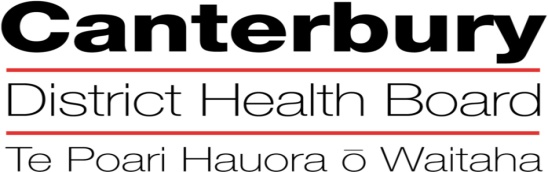 Canterbury
District Health Board
Te Poari Hauora ō Waitaha